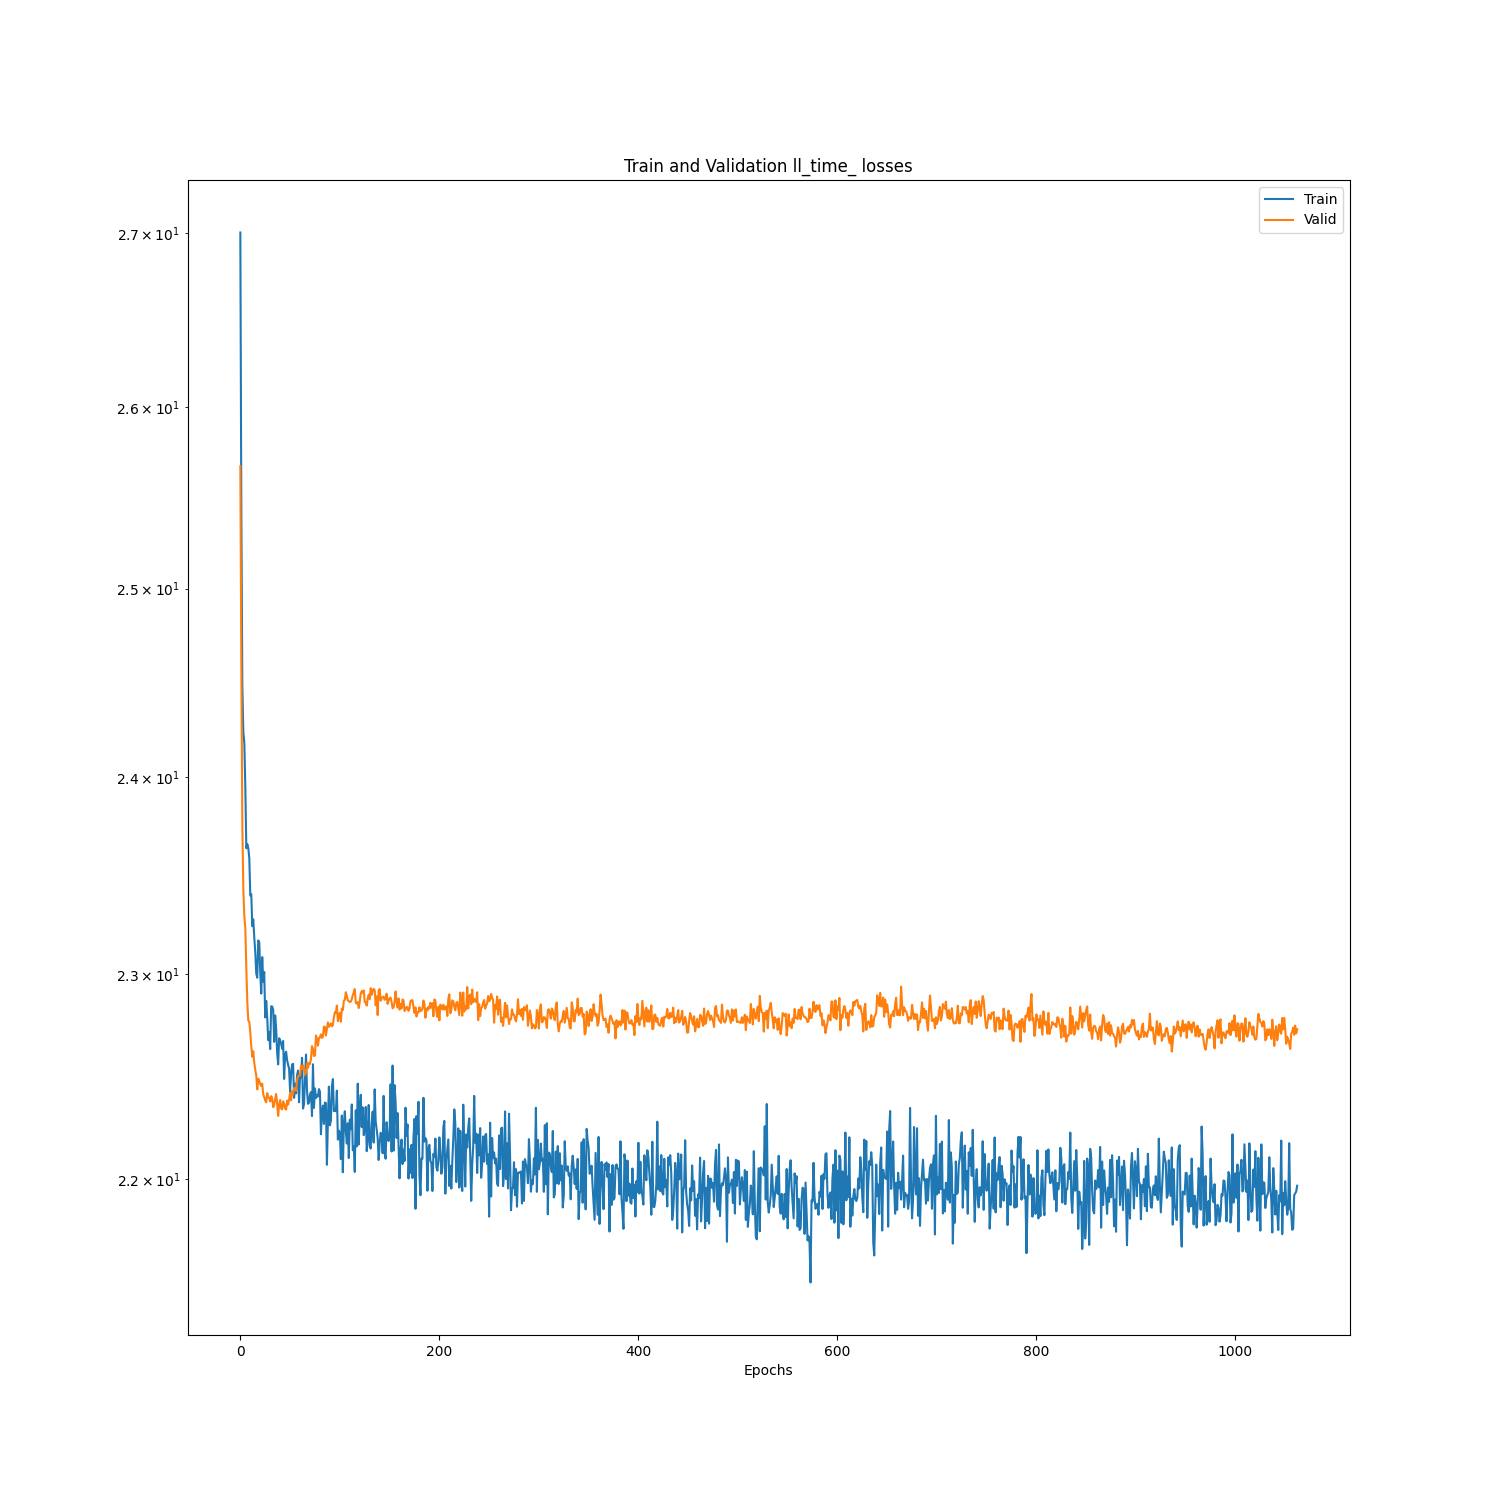 Train and Validation ll_time_ losses
Train
Valid
2.7 × 10¹
2.6 × 10¹
2.5 × 10¹
2.4 × 10¹
2.3 × 10¹
2.2 × 10¹
0 200 400 600 800 1000
Epochs